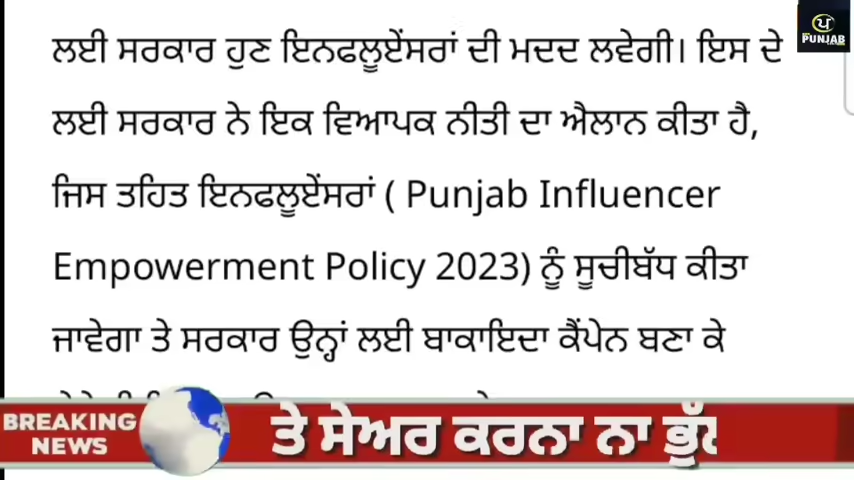 ਪੰ
PUNJAB
ਲਈ ਸਰਕਾਰ ਹੁਣ ਇਨਫਲੂਏਂਸਰਾਂ ਦੀ ਮਦਦ ਲਵੇਗੀ। ਇਸ ਦੇ
ਲਈ ਸਰਕਾਰ ਨੇ ਇਕ ਵਿਆਪਕ ਨੀਤੀ ਦਾ ਐਲਾਨ ਕੀਤਾ ਹੈ,
ਜਿਸ ਤਹਿਤ ਇਨਫਲੂਏਂਸਰਾਂ ( Punjab Influencer
Empowerment Policy 2023) ਨੂੰ ਸੂਚੀਬੱਧ ਕੀਤਾ
ਜਾਵੇਗਾ ਤੇ ਸਰਕਾਰ ਉਨ੍ਹਾਂ ਲਈ ਬਾਕਾਇਦਾ ਕੈਂਪੇਨ ਬਣਾ ਕੇ
BREAKING
NEWS
ਤੇ ਸੇਅਰ ਕਰਨਾ ਨਾ